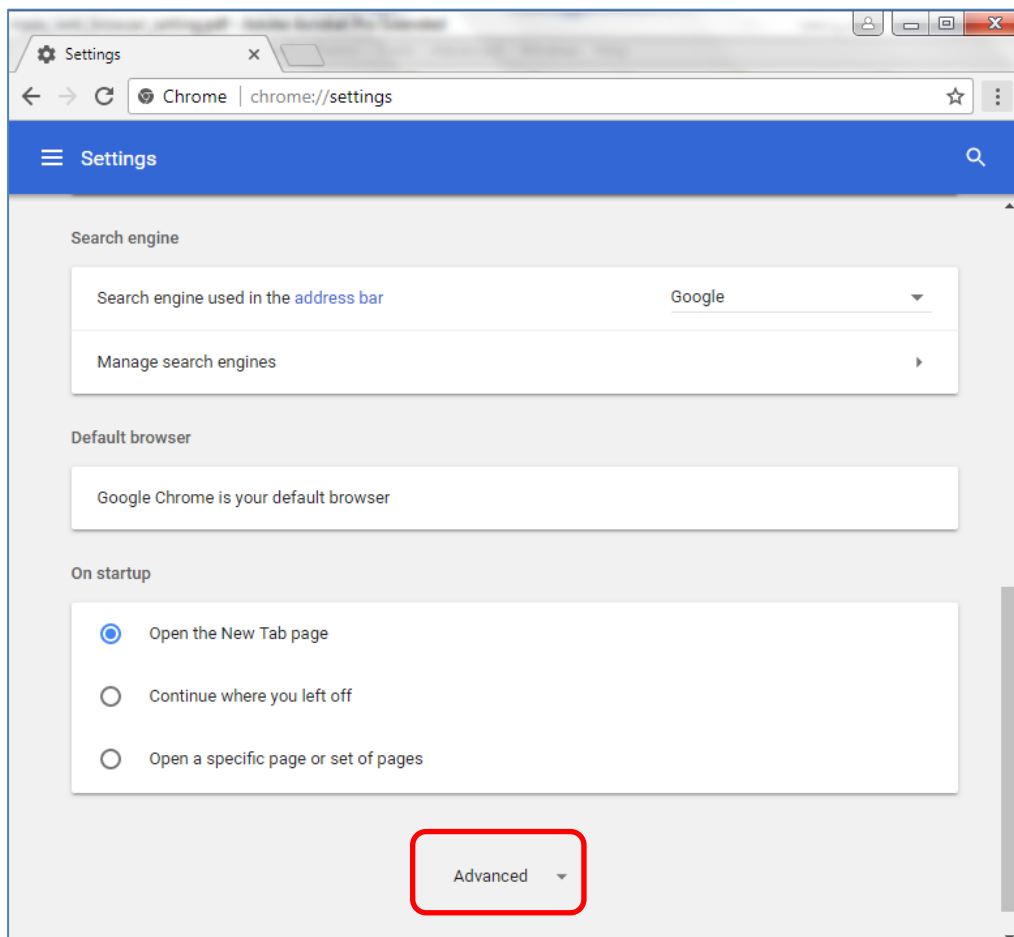 Settings
Chrome | chrome://settings
Settings
Search engine
Search engine used in the address bar Google
Manage search engines
Default browser
Google Chrome is your default browser
On startup
Open the New Tab page
Continue where you left off
Open a specific page or set of pages
Advanced